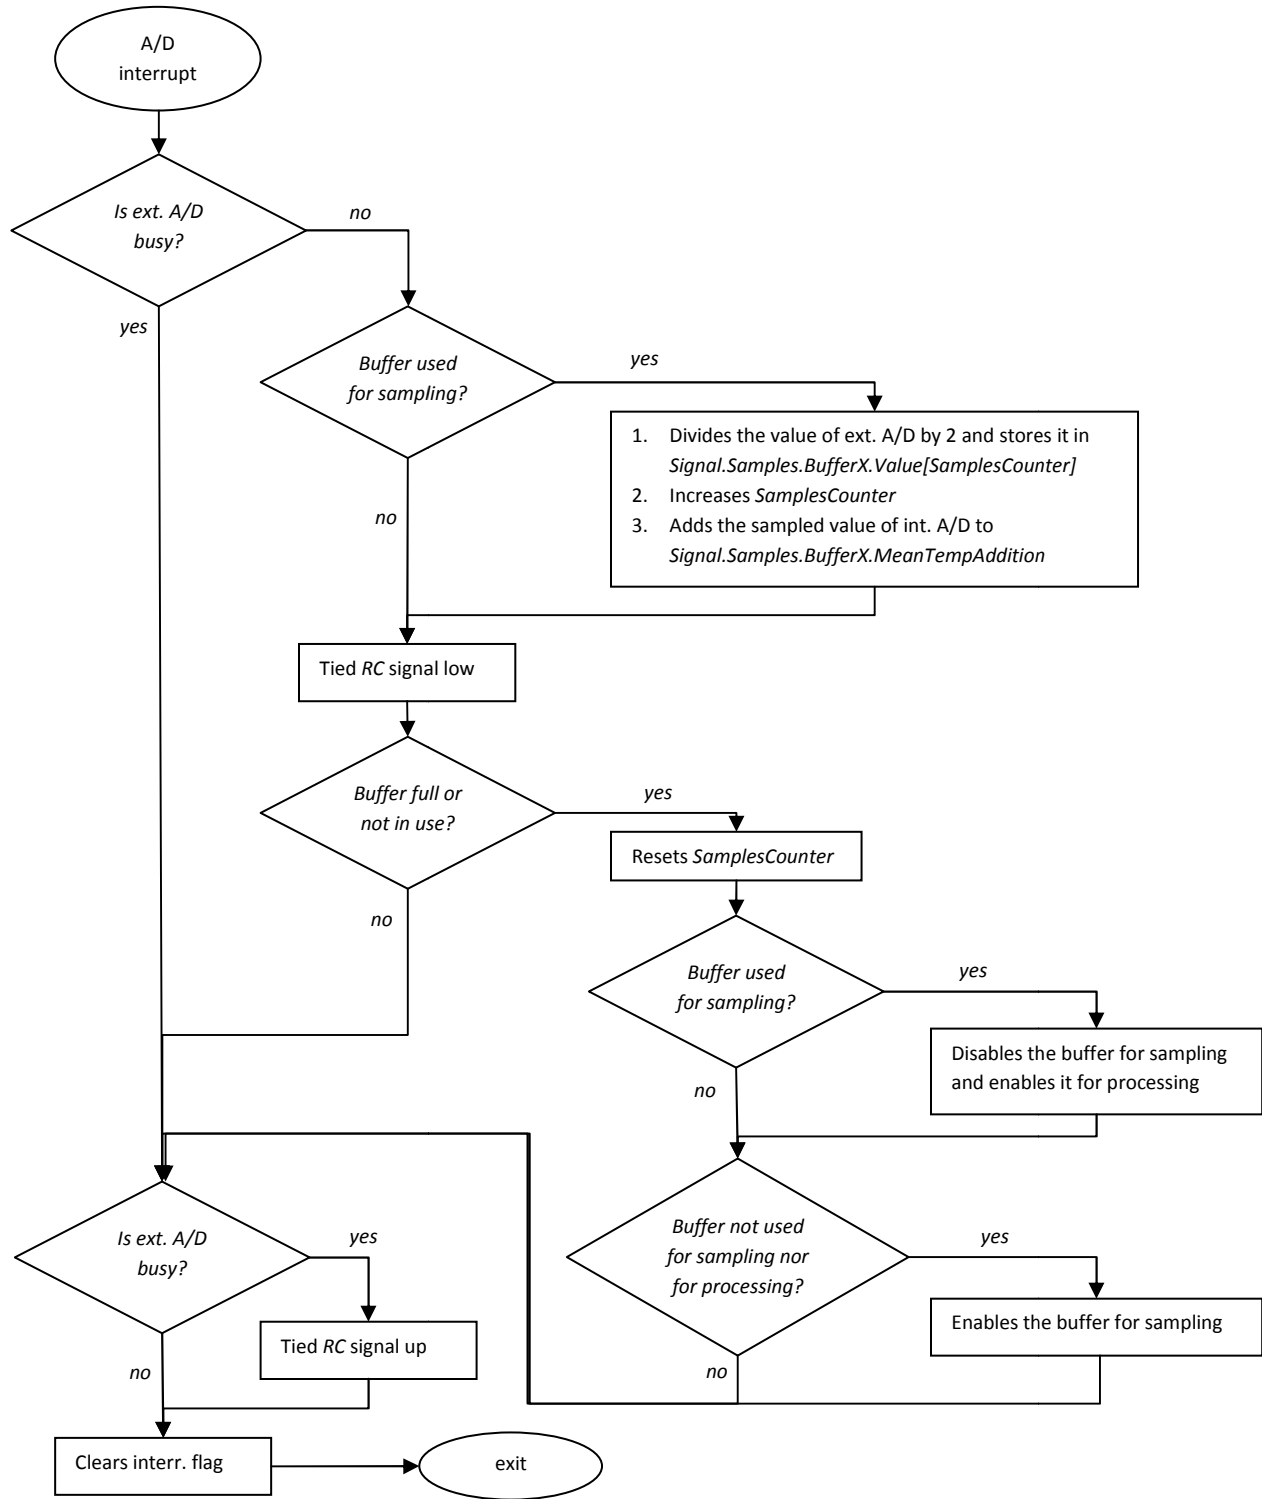 A/D
interrupt
Is ext. A/D
busy?
no
yes
Buffer used
for sampling?
yes
1. Divides the value of ext. A/D by 2 and stores it in
Signal.Samples.BufferX.Value[SamplesCounter]
2. Increases SamplesCounter
3. Adds the sampled value of int. A/D to
Signal.Samples.BufferX.MeanTempAddition
no
Tied RC signal low
Buffer full or
not in use?
yes
Resets SamplesCounter
no
Buffer used
for sampling?
yes
Disables the buffer for sampling
and enables it for processing
no
Buffer not used
for sampling nor
for processing?
yes
Enables the buffer for sampling
no
Is ext. A/D
busy?
yes
Tied RC signal up
no
Clears interr. flag
exit